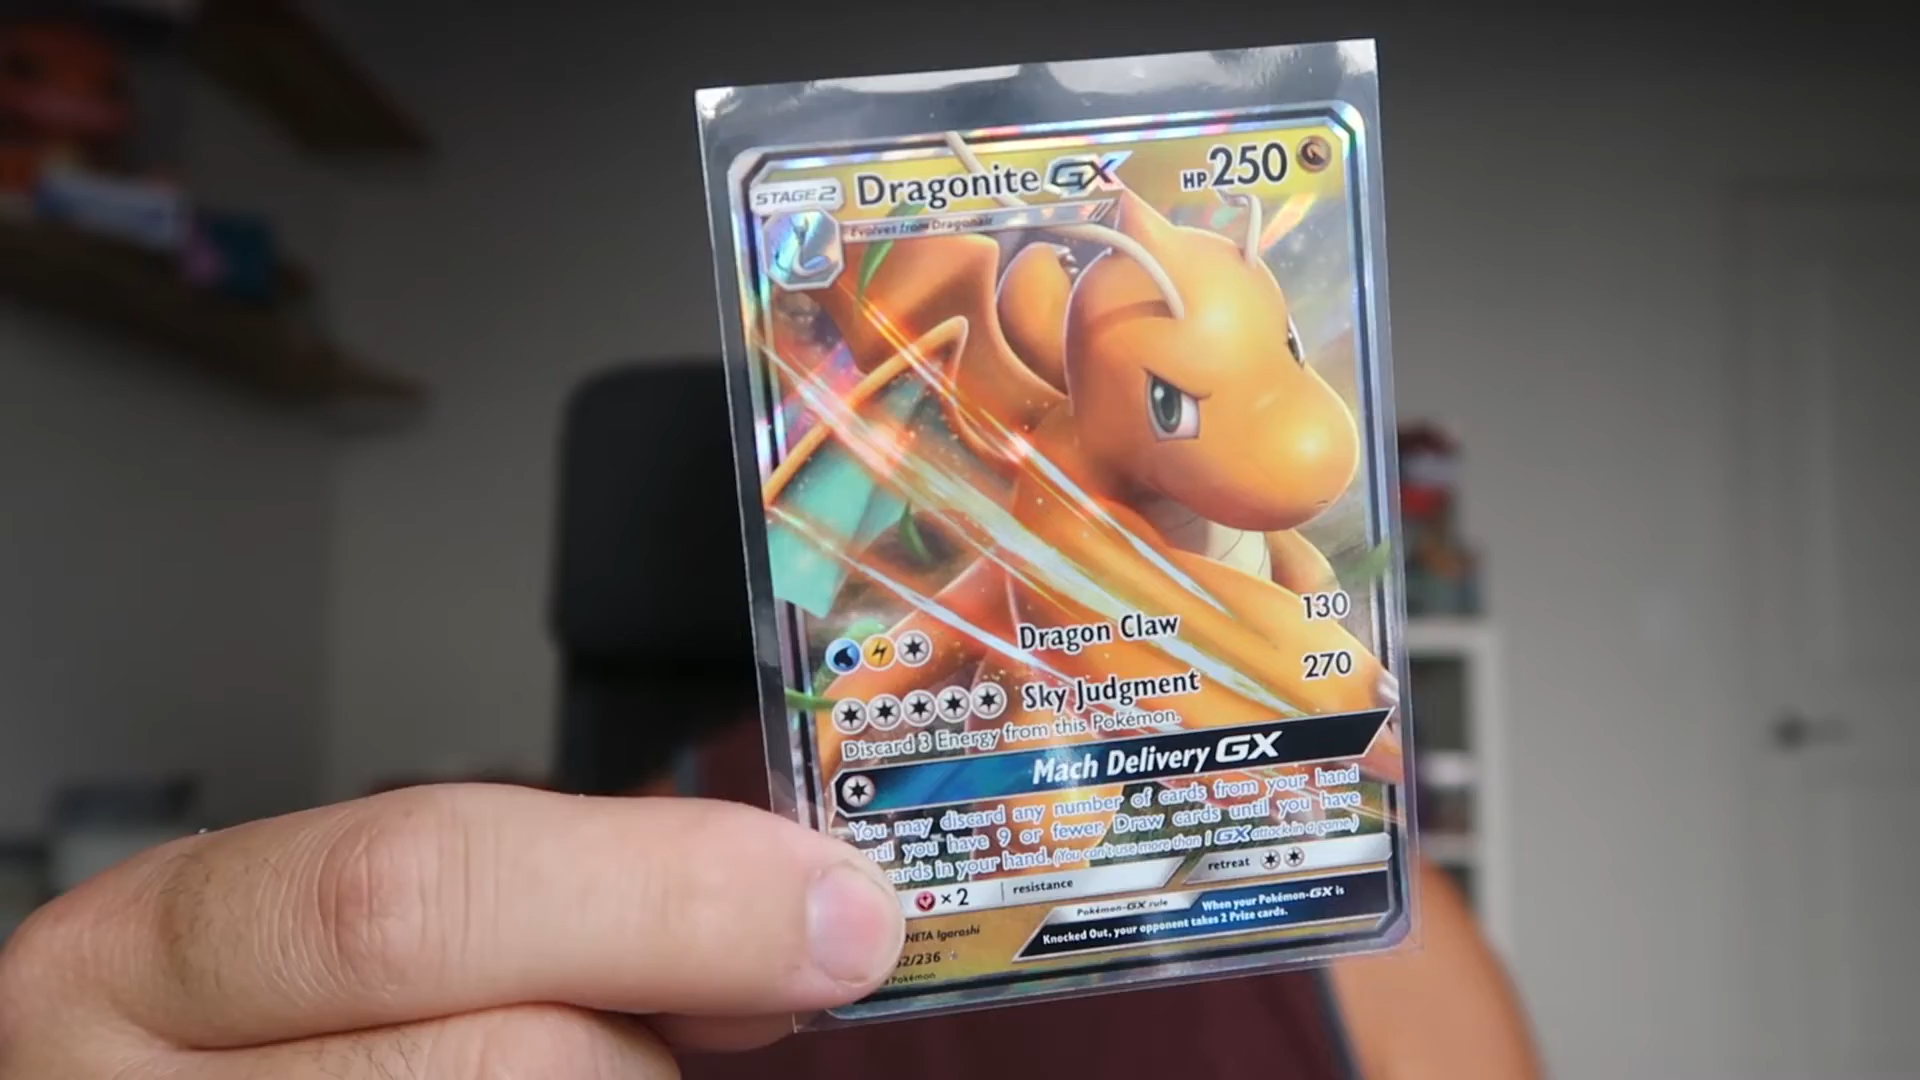 STAGE 2 Dragonite GX HP 250
Evolves from Dragonair
Dragon Claw 130
Sky Judgment 270
Discard 3 Energy from this Pokémon.
Mach Delivery GX
You may discard any number of cards from your hand
ntil you have 9 or fewer. Draw cards until you have
cards in your hand. (You can't use more than 1 GX attack in a game.)
×2 resistance retreat
Pokémon-GX rule When your Pokémon-GX is
Knocked Out, your opponent takes 2 Prize cards.
NETA Igarashi
52/236
Pokémon